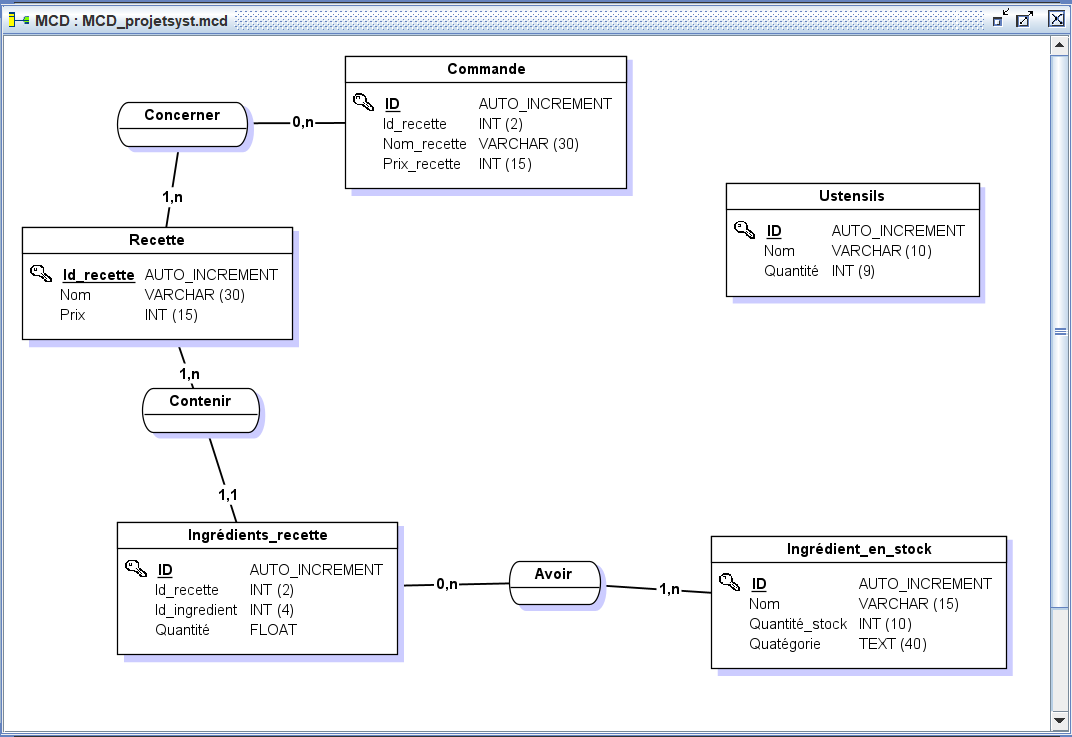 MCD : MCD_projetsyst.mcd
Commande
ID AUTO_INCREMENT
Id_recette INT (2)
Nom_recette VARCHAR (30)
Prix_recette INT (15)
Concerner
0,n
1,n
Ustensils
ID AUTO_INCREMENT
Nom VARCHAR (10)
Quantité INT (9)
Recette
Id_recette AUTO_INCREMENT
Nom VARCHAR (30)
Prix INT (15)
1,n
Contenir
1,1
Ingrédients_recette
ID AUTO_INCREMENT
Id_recette INT (2)
Id_ingredient INT (4)
Quantité FLOAT
0,n
Avoir
1,n
Ingrédient_en_stock
ID AUTO_INCREMENT
Nom VARCHAR (15)
Quantité_stock INT (10)
Quatégorie TEXT (40)